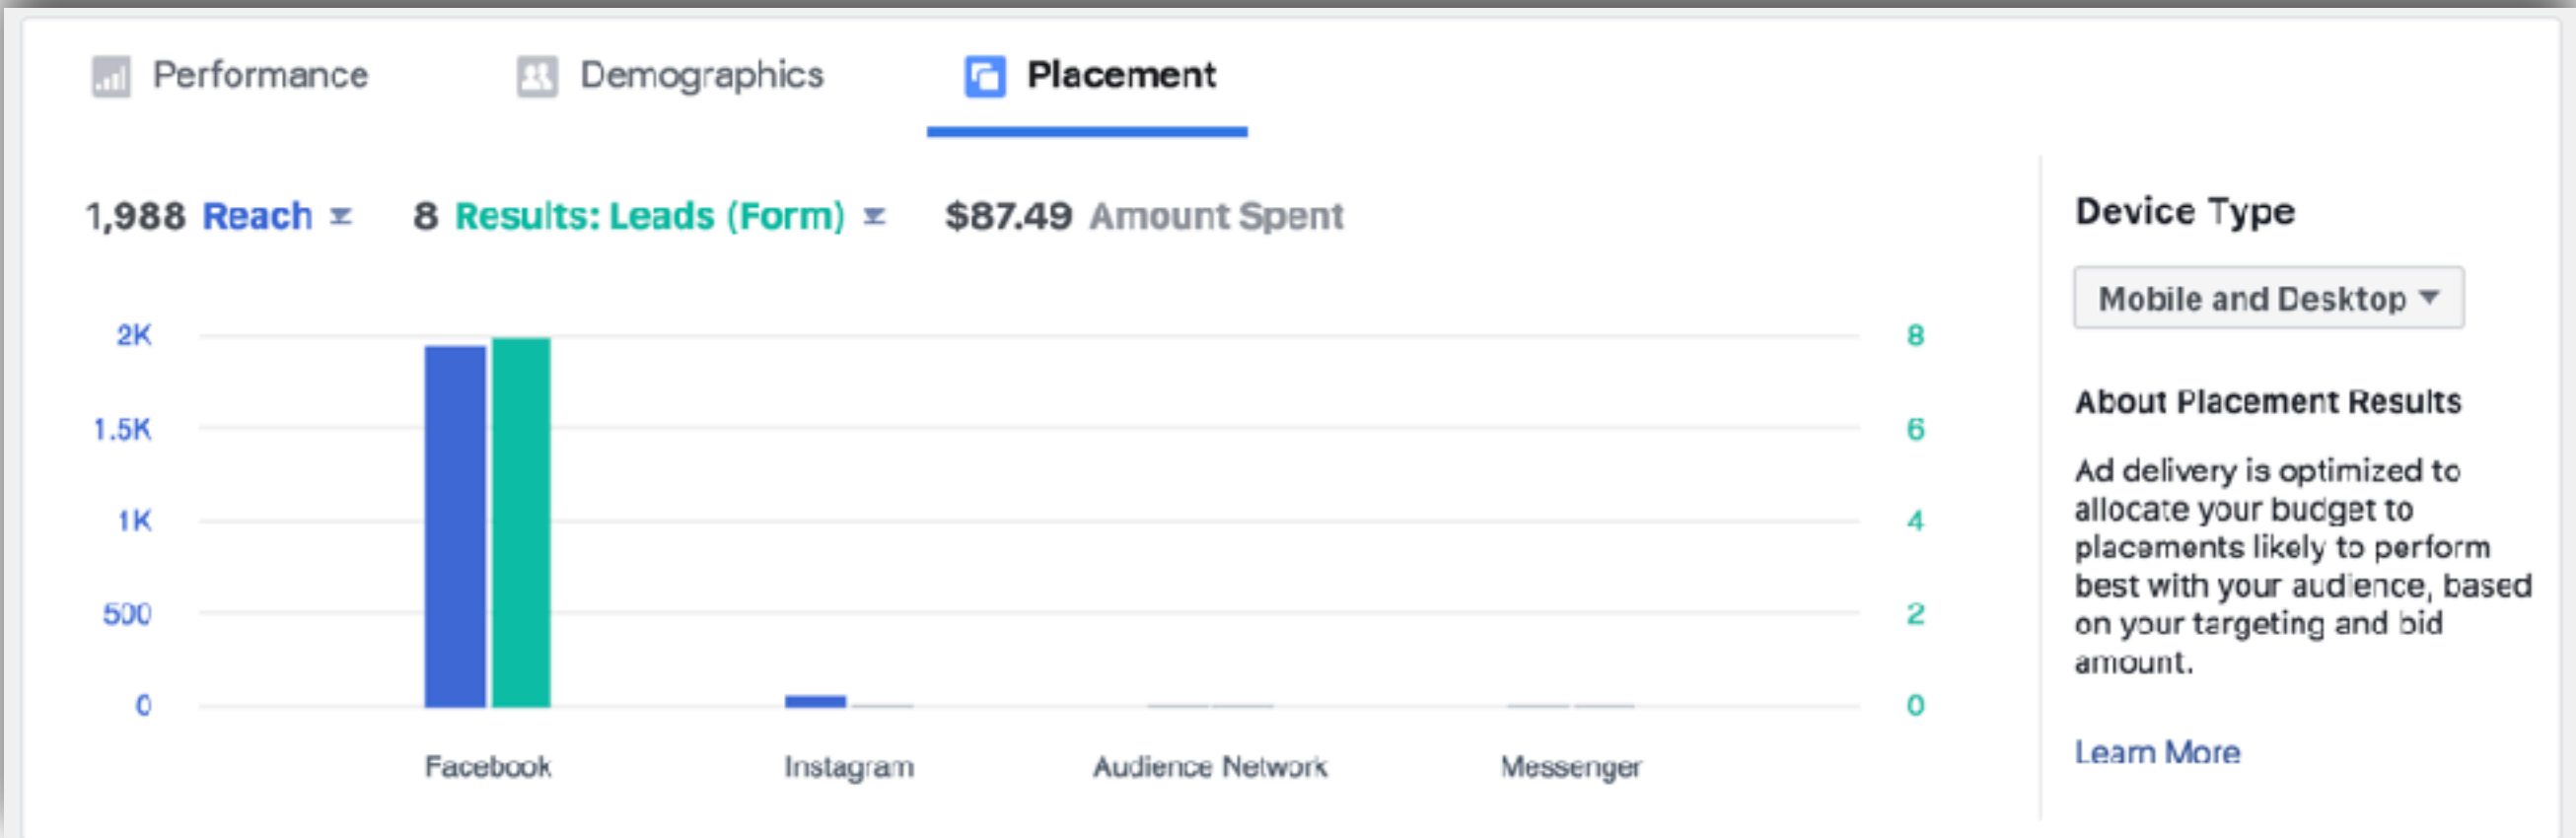 Performance Demographics Placement
1,988 Reach 8 Results: Leads (Form) $87.49 Amount Spent
2K 8
1.5K 6
1K 4
500 2
0 0
Facebook Instagram Audience Network Messenger
Device Type
Mobile and Desktop
About Placement Results
Ad delivery is optimized to
allocate your budget to
placements likely to perform
best with your audience, based
on your targeting and bid
amount.
Learn More